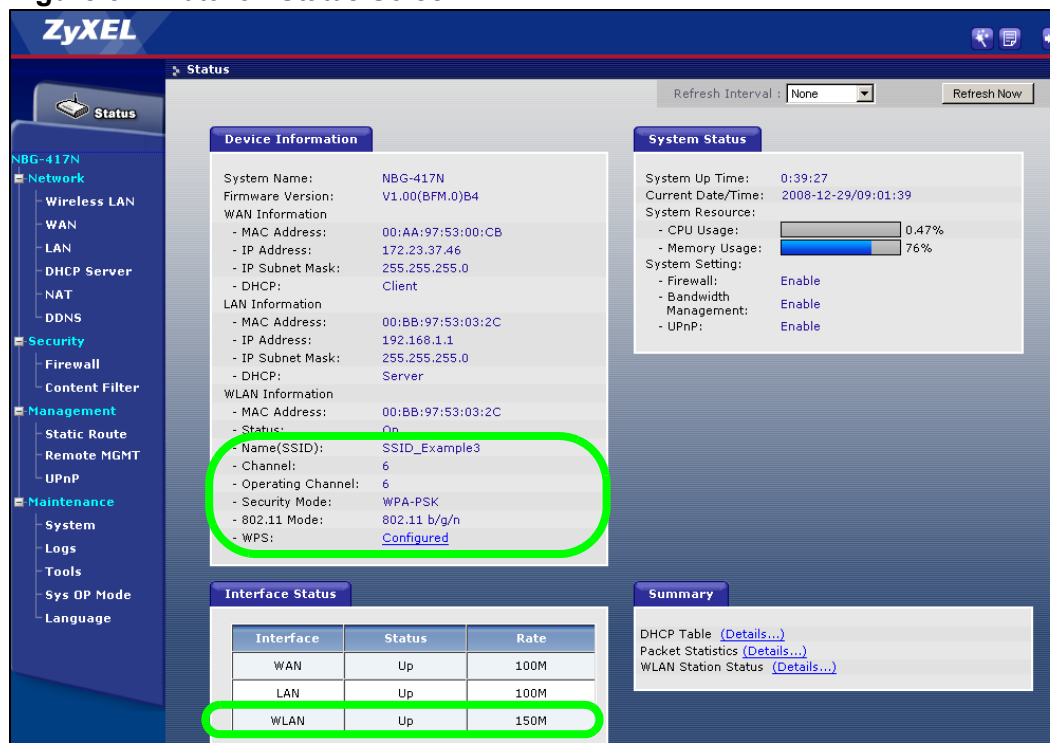 ZyXEL
Status
Refresh Interval : None
Refresh Now
Status
NBG-417N
Network
Wireless LAN
WAN
LAN
DHCP Server
NAT
DDNS
Security
Firewall
Content Filter
Management
Static Route
Remote MGMT
UPnP
Maintenance
System
Logs
Tools
Sys OP Mode
Language
Device Information
System Name: NBG-417N
Firmware Version: V1.00(BFM.0)B4
WAN Information
- MAC Address: 00:AA:97:53:00:CB
- IP Address: 172.23.37.46
- IP Subnet Mask: 255.255.255.0
- DHCP: Client
LAN Information
- MAC Address: 00:BB:97:53:03:2C
- IP Address: 192.168.1.1
- IP Subnet Mask: 255.255.255.0
- DHCP: Server
WLAN Information
- MAC Address: 00:BB:97:53:03:2C
- Status: On
- Name(SSID): SSID_Example3
- Channel: 6
- Operating Channel: 6
- Security Mode: WPA-PSK
- 802.11 Mode: 802.11 b/g/n
- WPS: Configured
System Status
System Up Time: 0:39:27
Current Date/Time: 2008-12-29/09:01:39
System Resource:
- CPU Usage: 0.47%
- Memory Usage: 76%
System Setting:
- Firewall: Enable
- Bandwidth Management: Enable
- UPnP: Enable
Interface Status
Interface Status Rate
WAN Up 100M
LAN Up 100M
WLAN Up 150M
Summary
DHCP Table (Details...)
Packet Statistics (Details...)
WLAN Station Status (Details...)